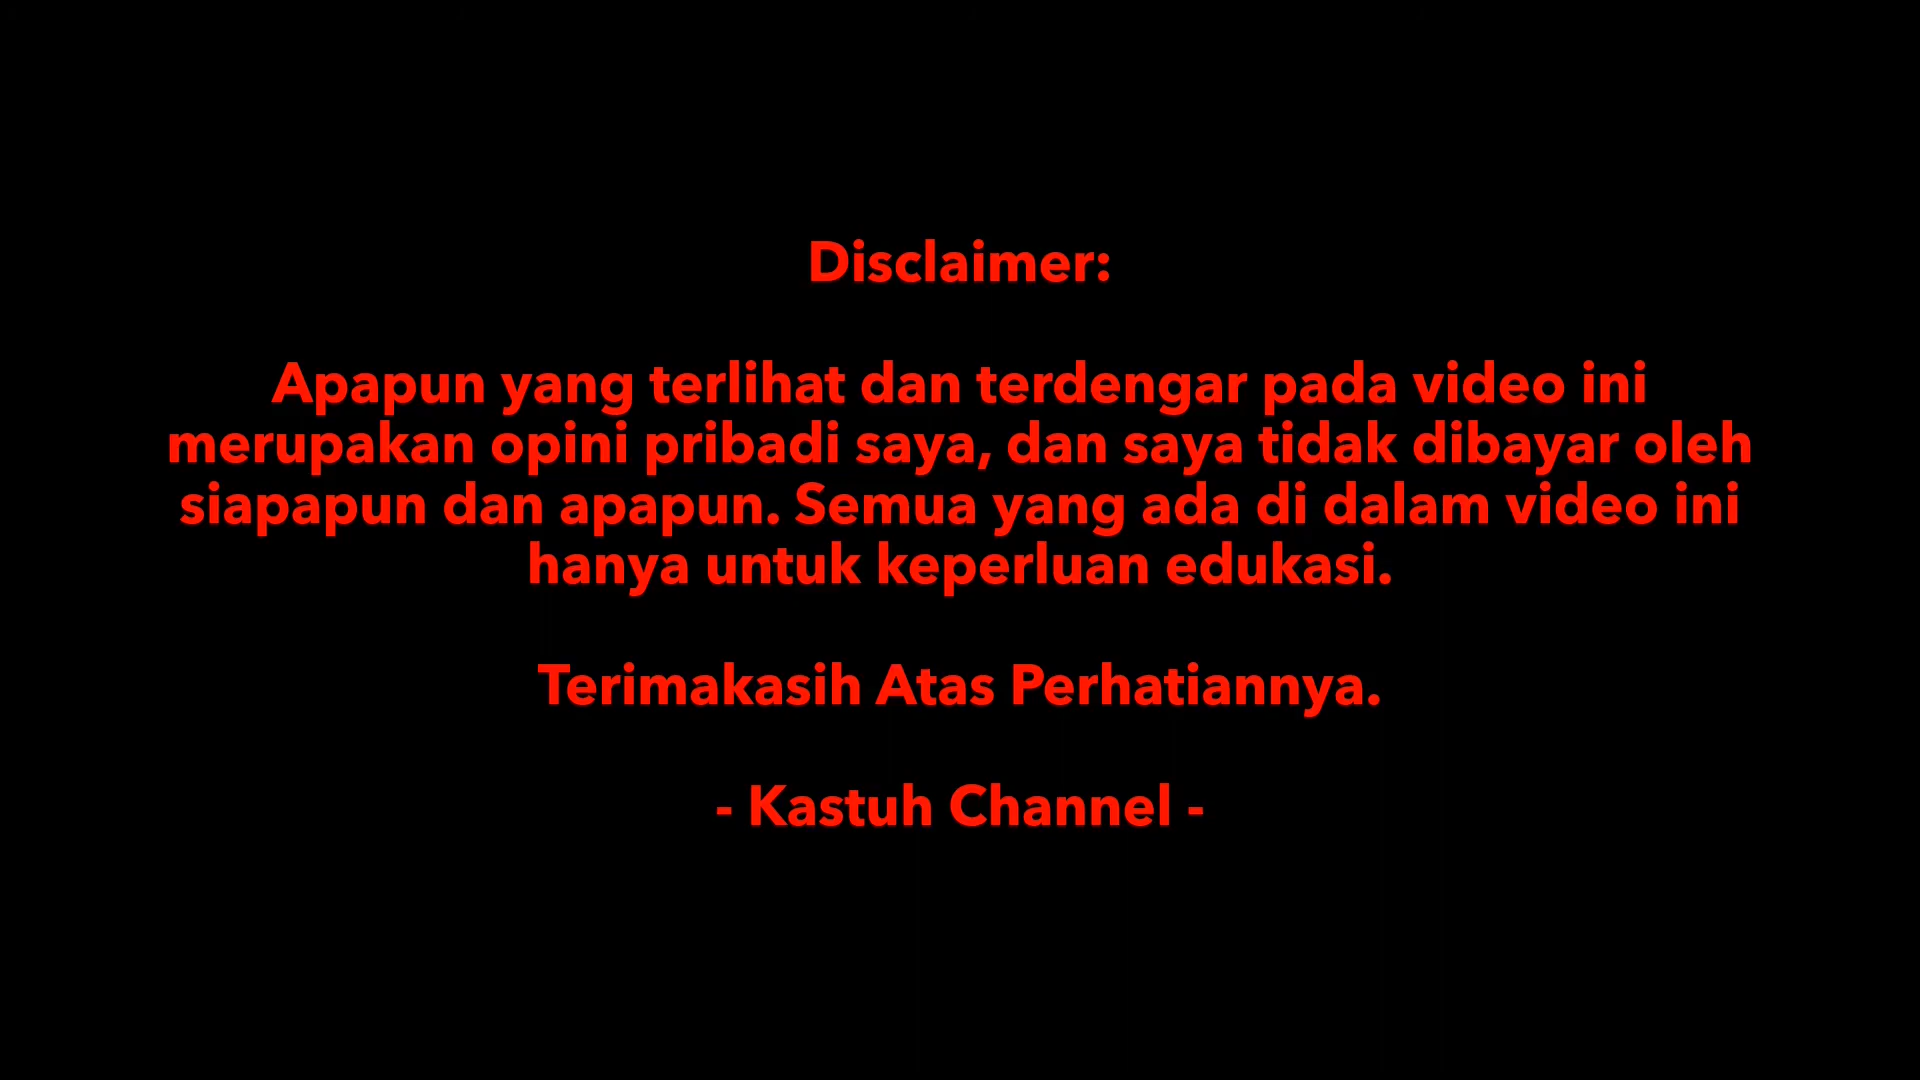 Disclaimer:
Apapun yang terlihat dan terdengar pada video ini
merupakan opini pribadi saya, dan saya tidak dibayar oleh
siapapun dan apapun. Semua yang ada di dalam video ini
hanya untuk keperluan edukasi.
Terimakasih Atas Perhatiannya.
- Kastuh Channel -